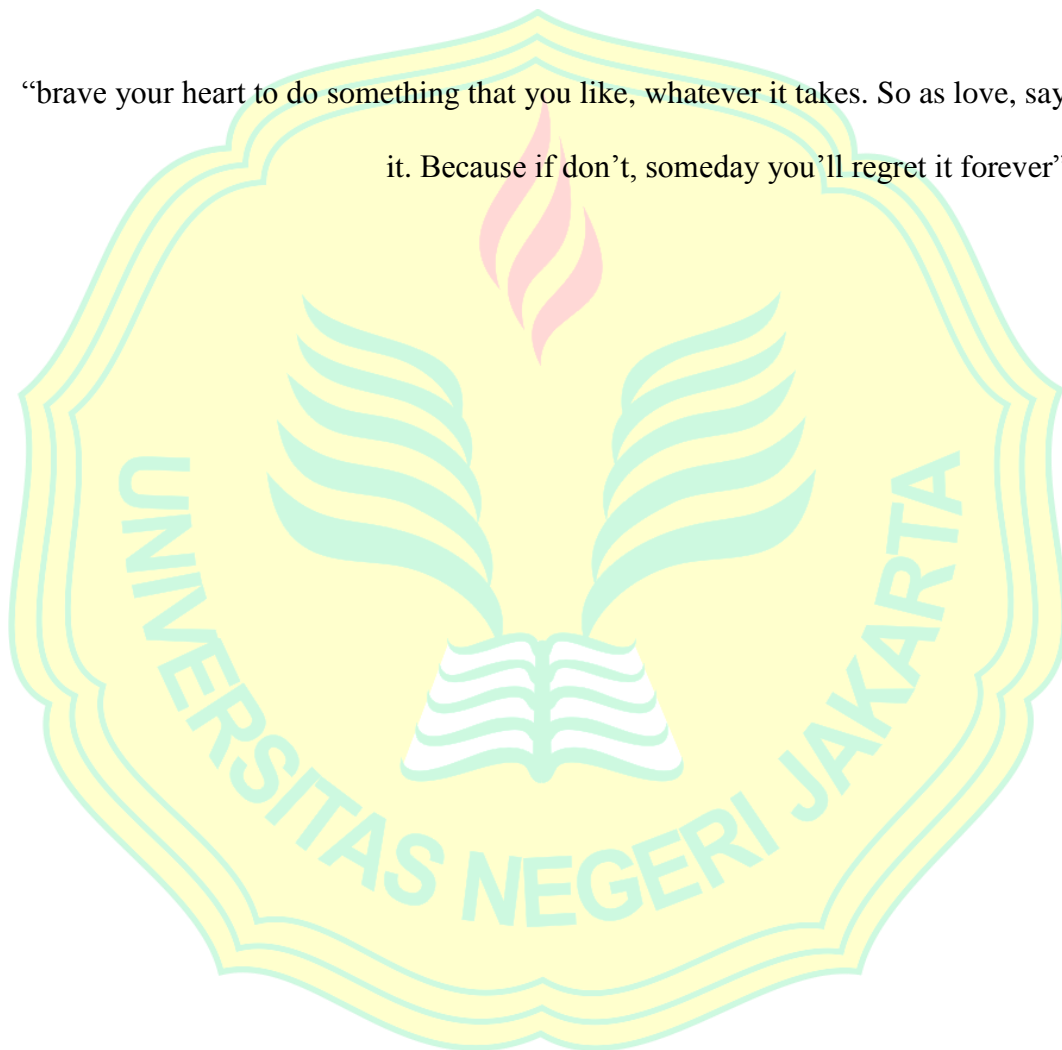 “brave your heart to do something that you like, whatever it takes. So as love, say
it. Because if don’t, someday you’ll regret it forever”
UNIVERSITAS NEGERI JAKARTA